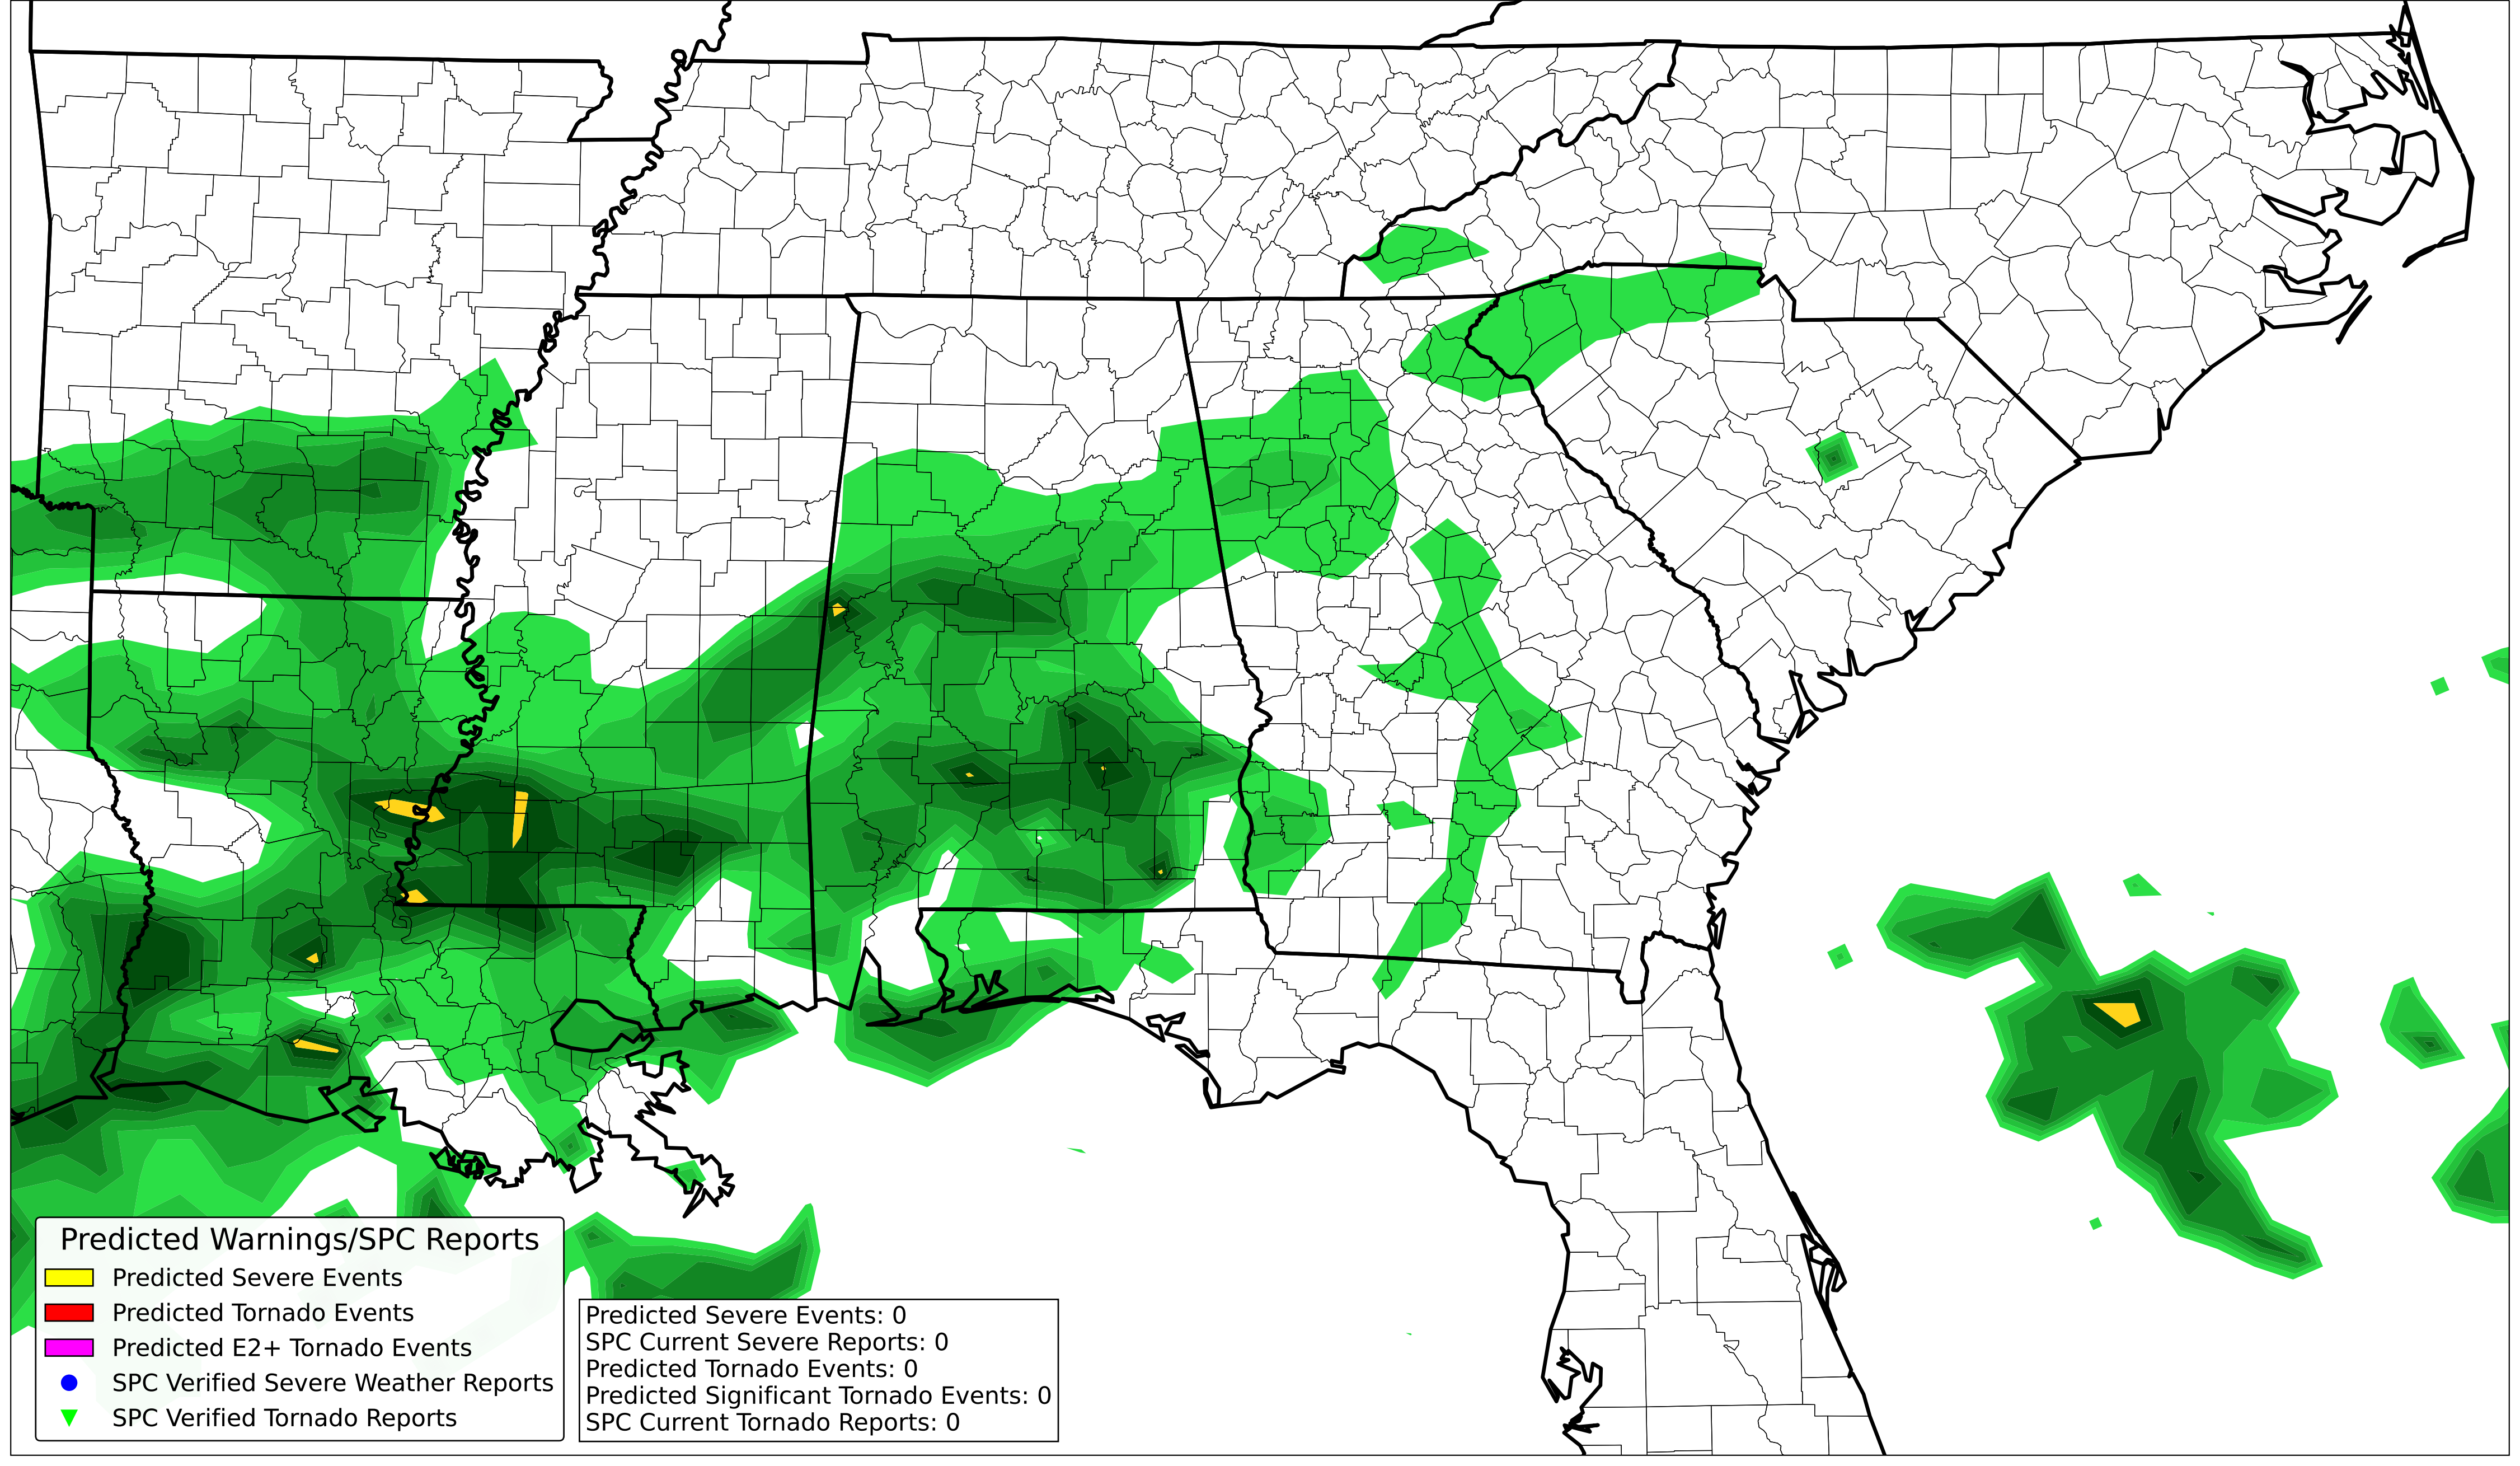 Predicted Warnings/SPC Reports
Predicted Severe Events
Predicted Tornado Events
Predicted E2+ Tornado Events
SPC Verified Severe Weather Reports
SPC Verified Tornado Reports
Predicted Severe Events: 0
SPC Current Severe Reports: 0
Predicted Tornado Events: 0
Predicted Significant Tornado Events: 0
SPC Current Tornado Reports: 0